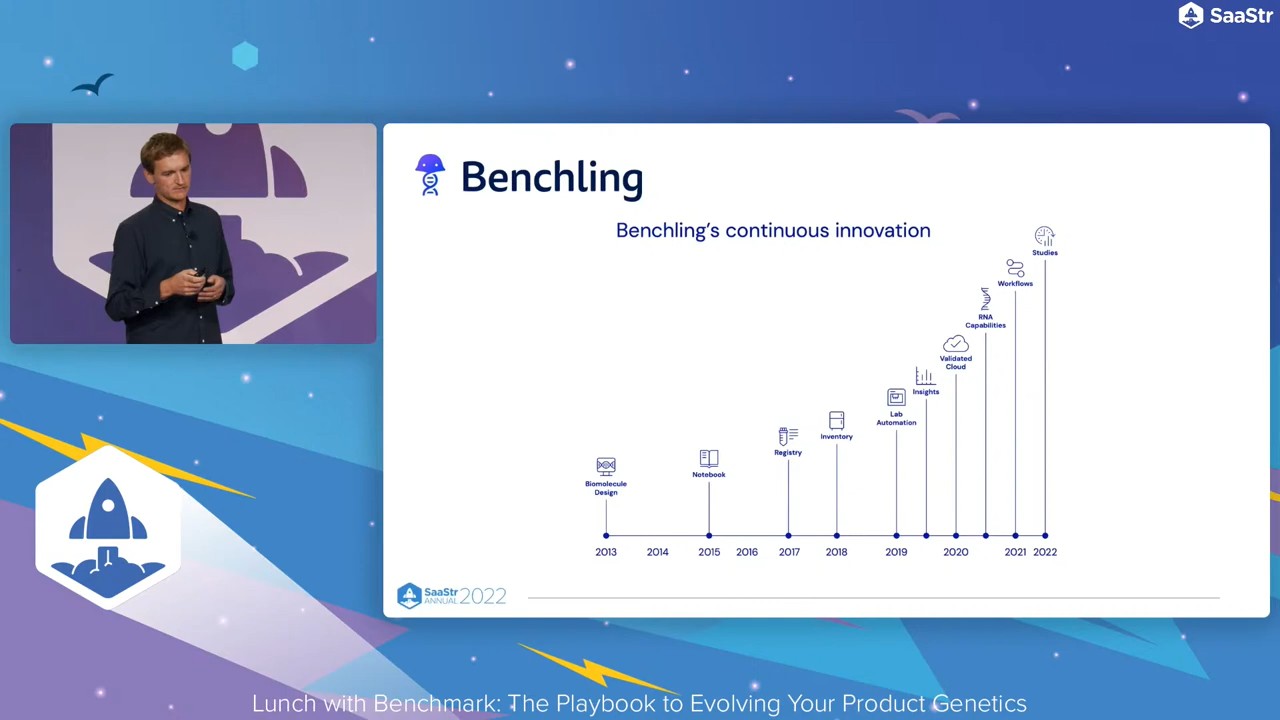 SaaStr
Benchling
Benchling's continuous innovation
Studies
Workflows
RNA
Capabilities
Validated
Cloud
Insights
Lab
Automation
Inventory
Registry
Notebook
Biomolecule
Design
2013 2014 2015 2016 2017 2018 2019 2020 2021 2022
SaaStr
ANNUAL 2022
Lunch with Benchmark: The Playbook to Evolving Your Product Genetics